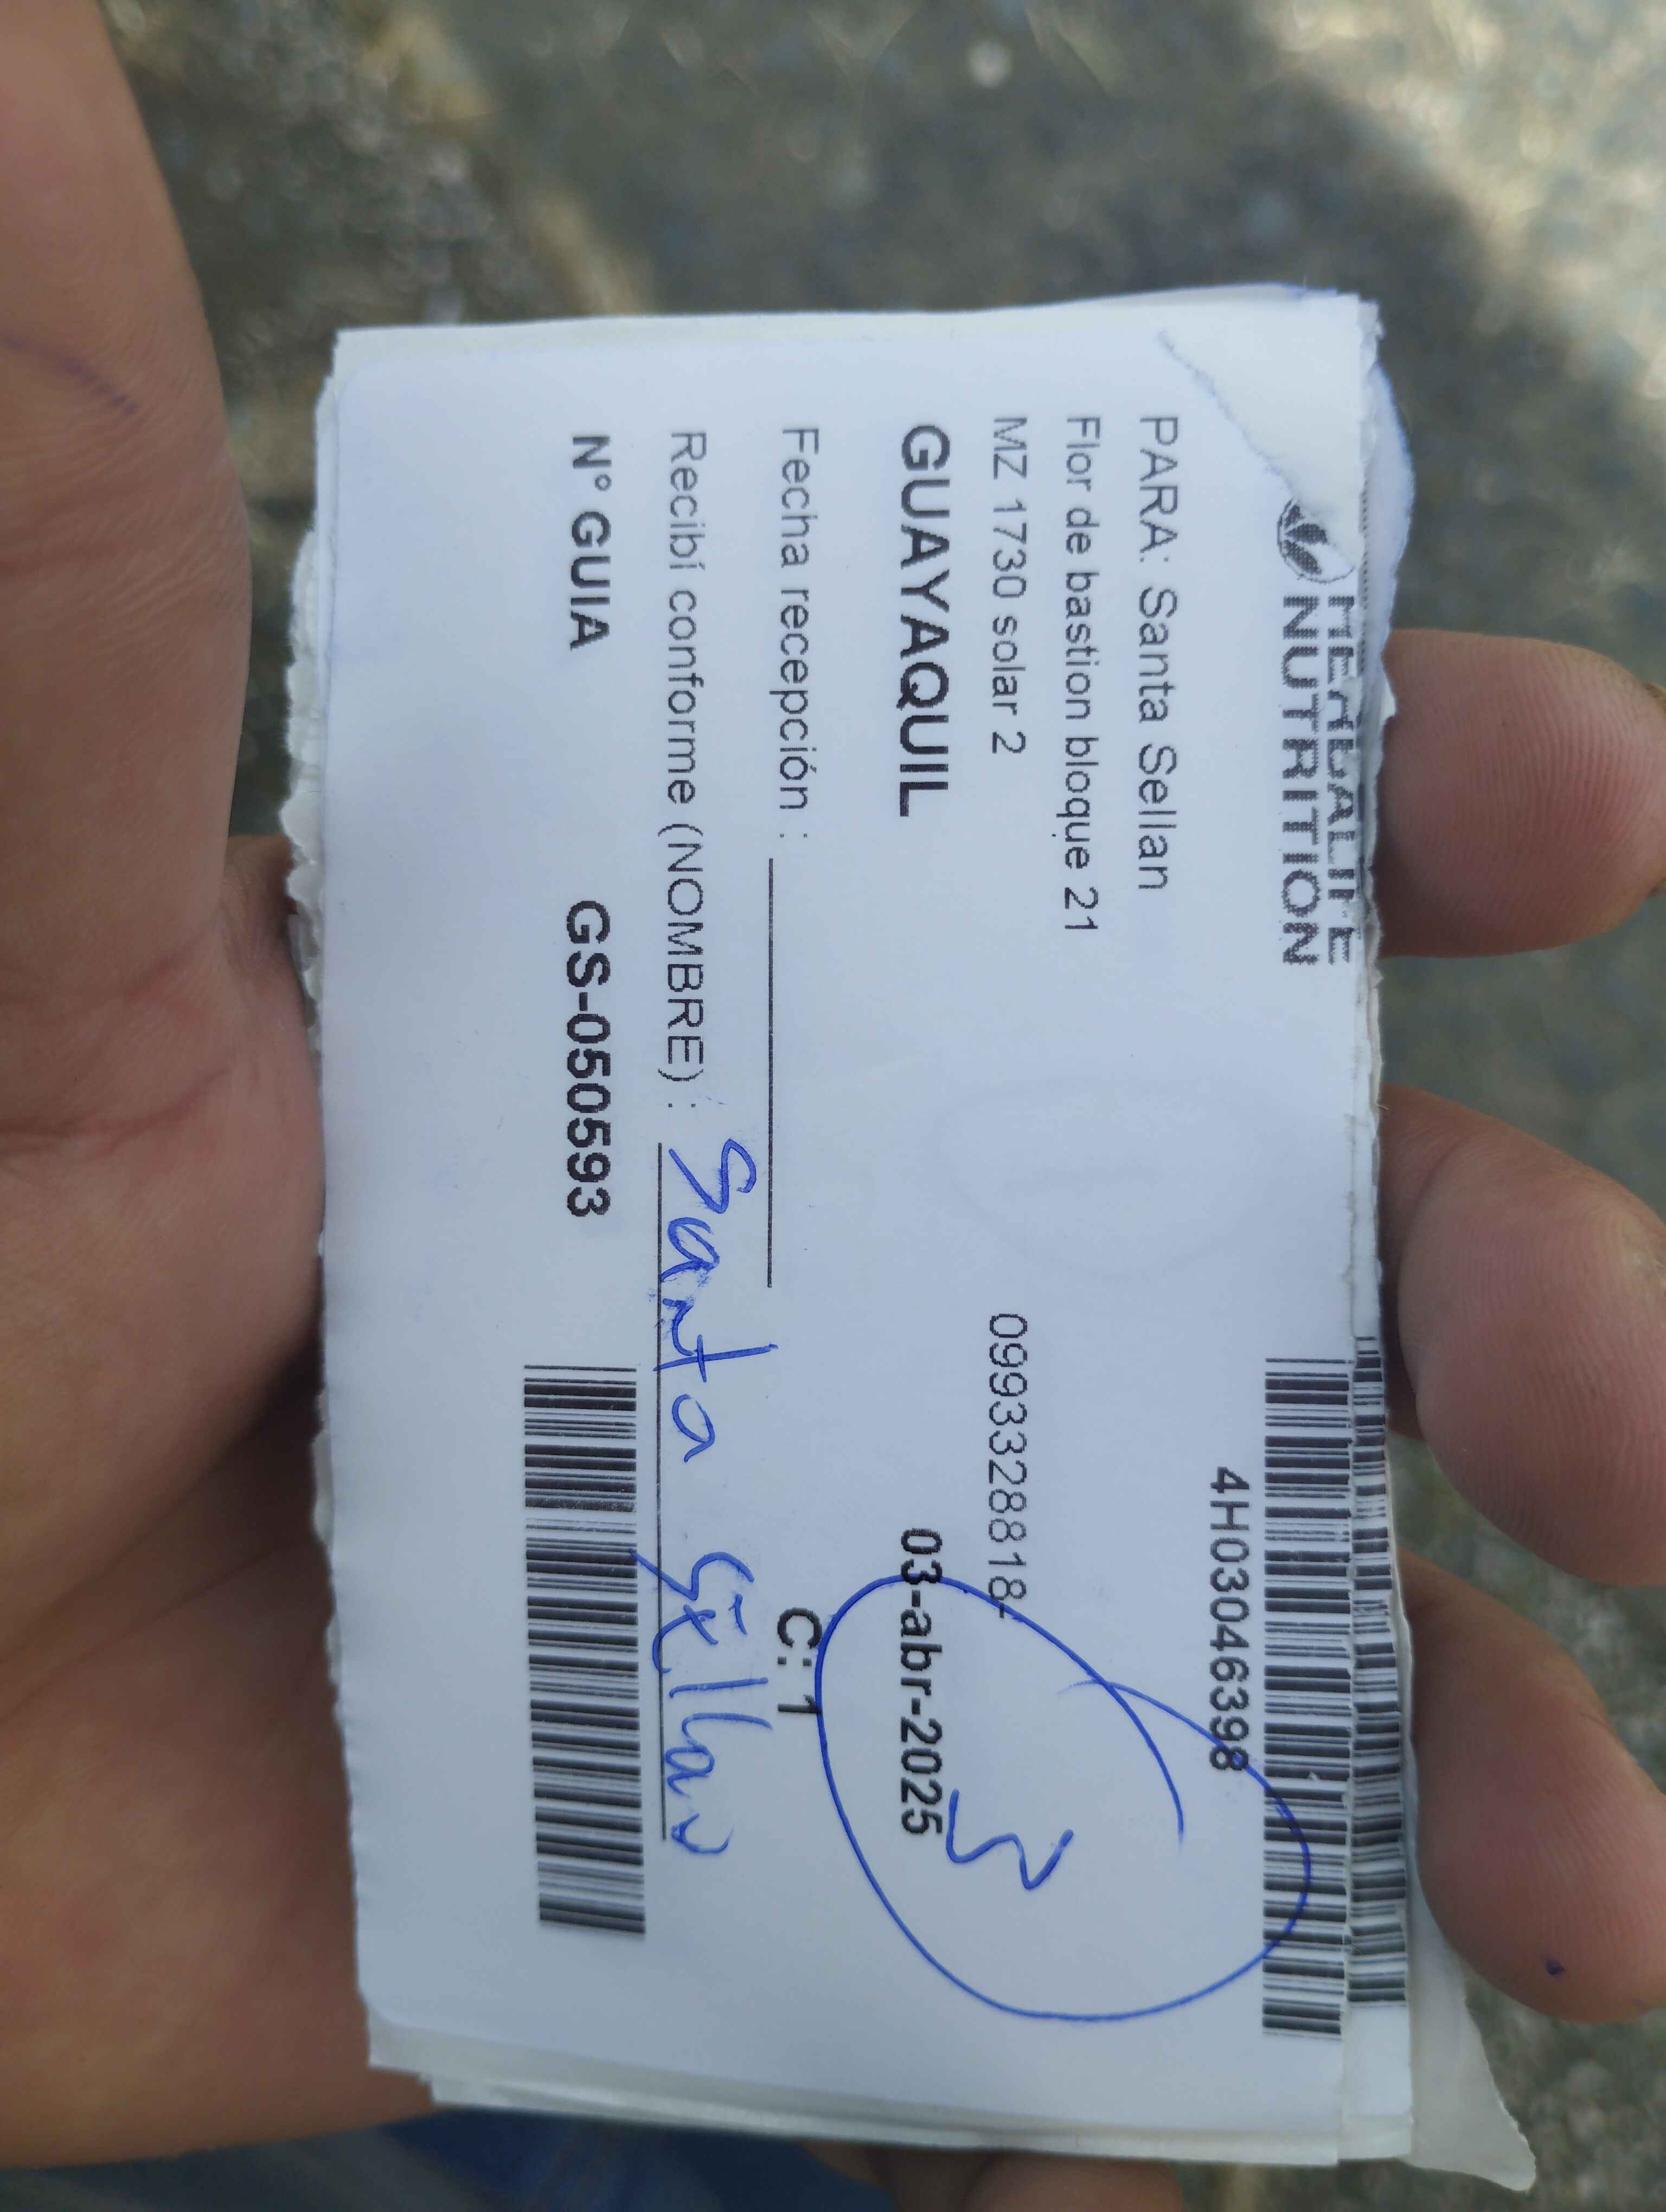 NUTRITION
4H03046398
PARA: Santa Sellan
Flor de bastion bloque 21
MZ 1730 solar 2 0993328818-
GUAYAQUIL 03-abr-2025
Fecha recepción :
C: 1
Recibí conforme (NOMBRE) : Santa Sellan
N° GUIA GS-050593